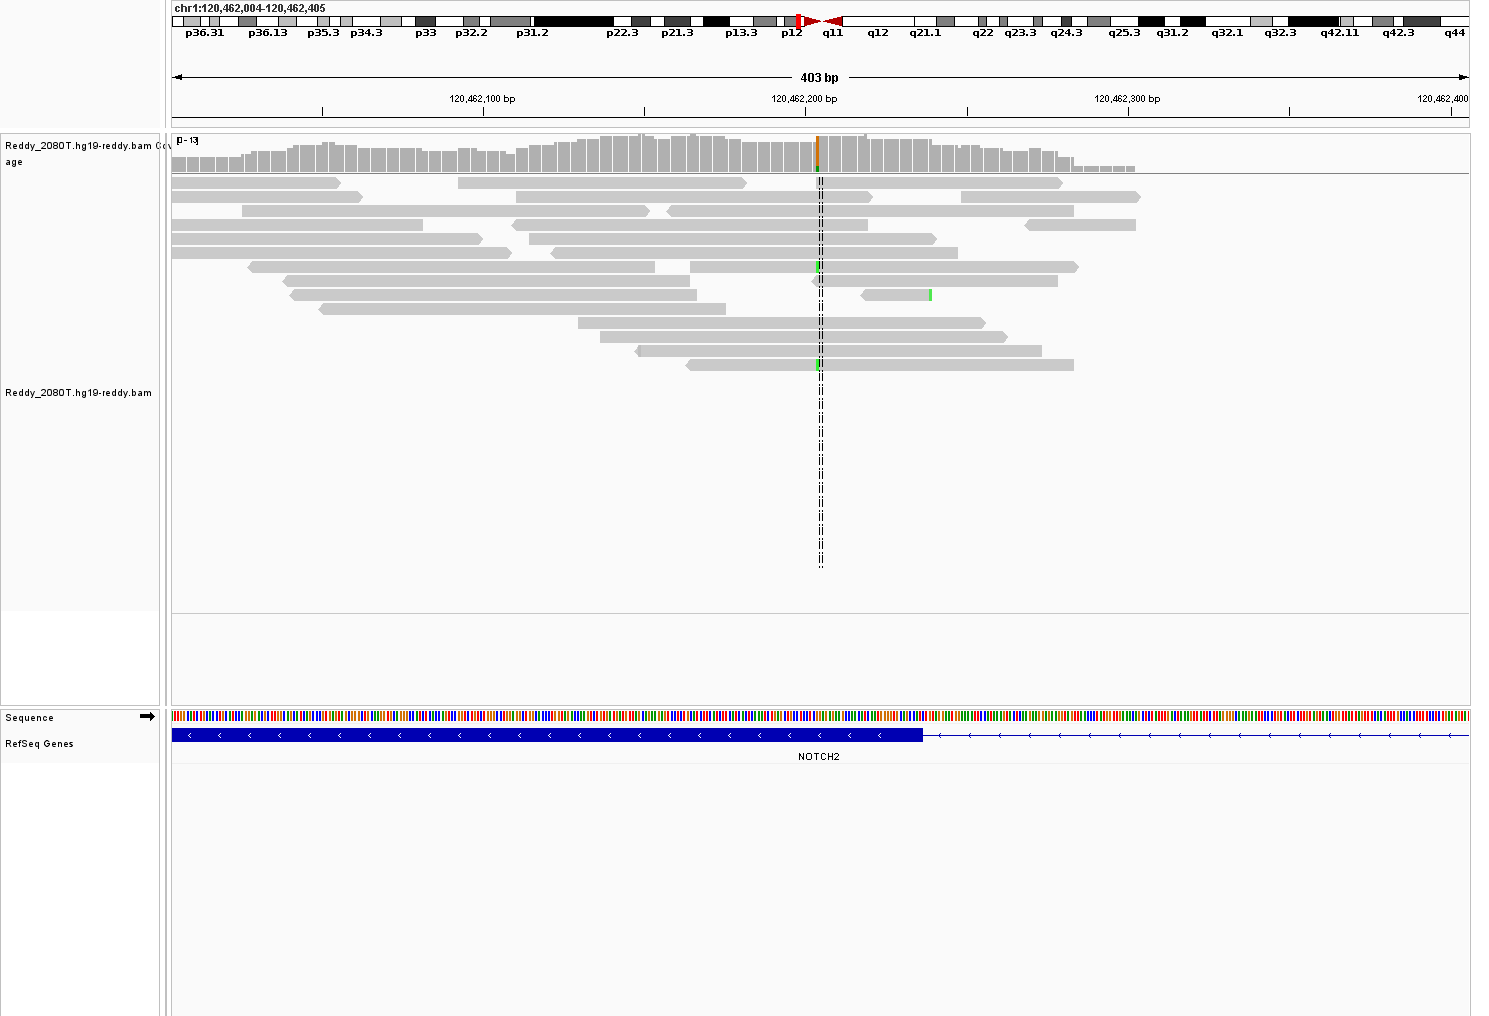 chr1:120,462,004-120,462,405
p36.31 p36.13 p35.3 p34.3 p33 p32.2 p31.2 p22.3 p21.3 p13.3 p12 q11 q12 q21.1 q22 q23.3 q24.3 q25.3 q31.2 q32.1 q32.3 q42.11 q42.3 q44
403 bp
120,462,100 bp 120,462,200 bp 120,462,300 bp 120,462,400
Reddy_2080T.hg19-reddy.bam Cov
age
[0 - 13]
Reddy_2080T.hg19-reddy.bam
Sequence
RefSeq Genes
NOTCH2